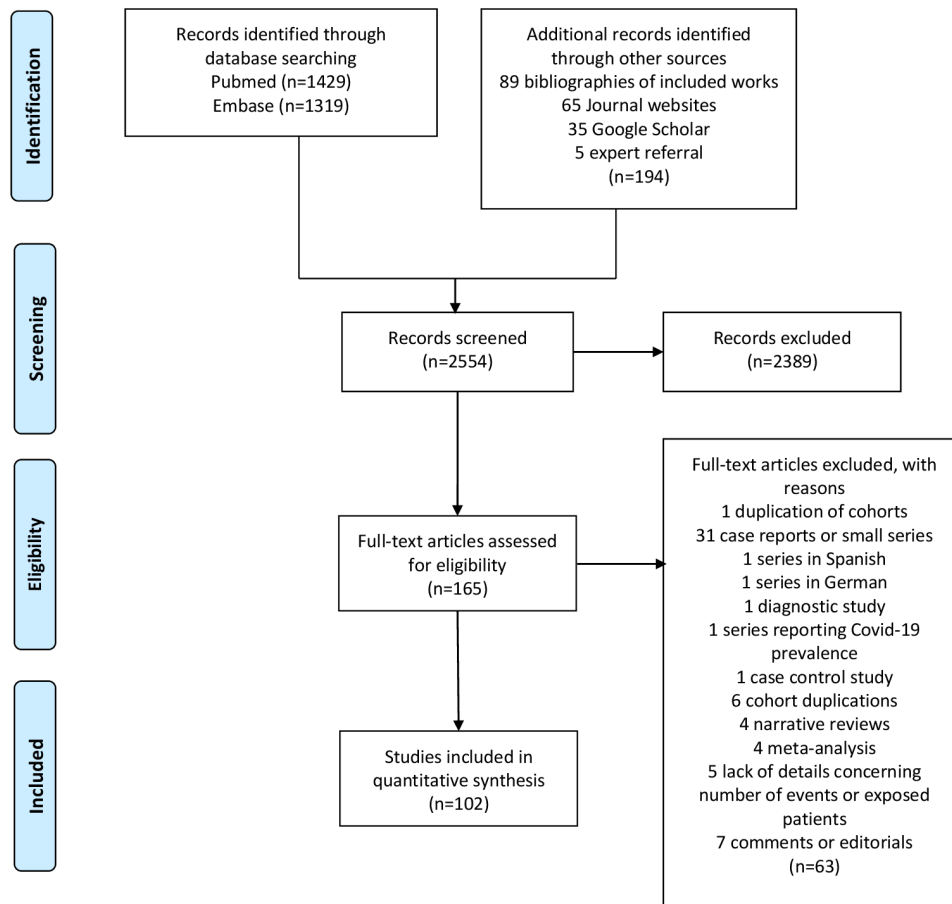 Identification
Records identified through
database searching
Pubmed (n=1429)
Embase (n=1319)
Additional records identified
through other sources
89 bibliographies of included works
65 Journal websites
35 Google Scholar
5 expert referral
(n=194)
Screening
Records screened
(n=2554)
Records excluded
(n=2389)
Eligibility
Full-text articles assessed
for eligibility
(n=165)
Full-text articles excluded, with
reasons
1 duplication of cohorts
31 case reports or small series
1 series in Spanish
1 series in German
1 diagnostic study
1 series reporting Covid-19
prevalence
1 case control study
6 cohort duplications
4 narrative reviews
4 meta-analysis
5 lack of details concerning
number of events or exposed
patients
7 comments or editorials
(n=63)
Included
Studies included in
quantitative synthesis
(n=102)